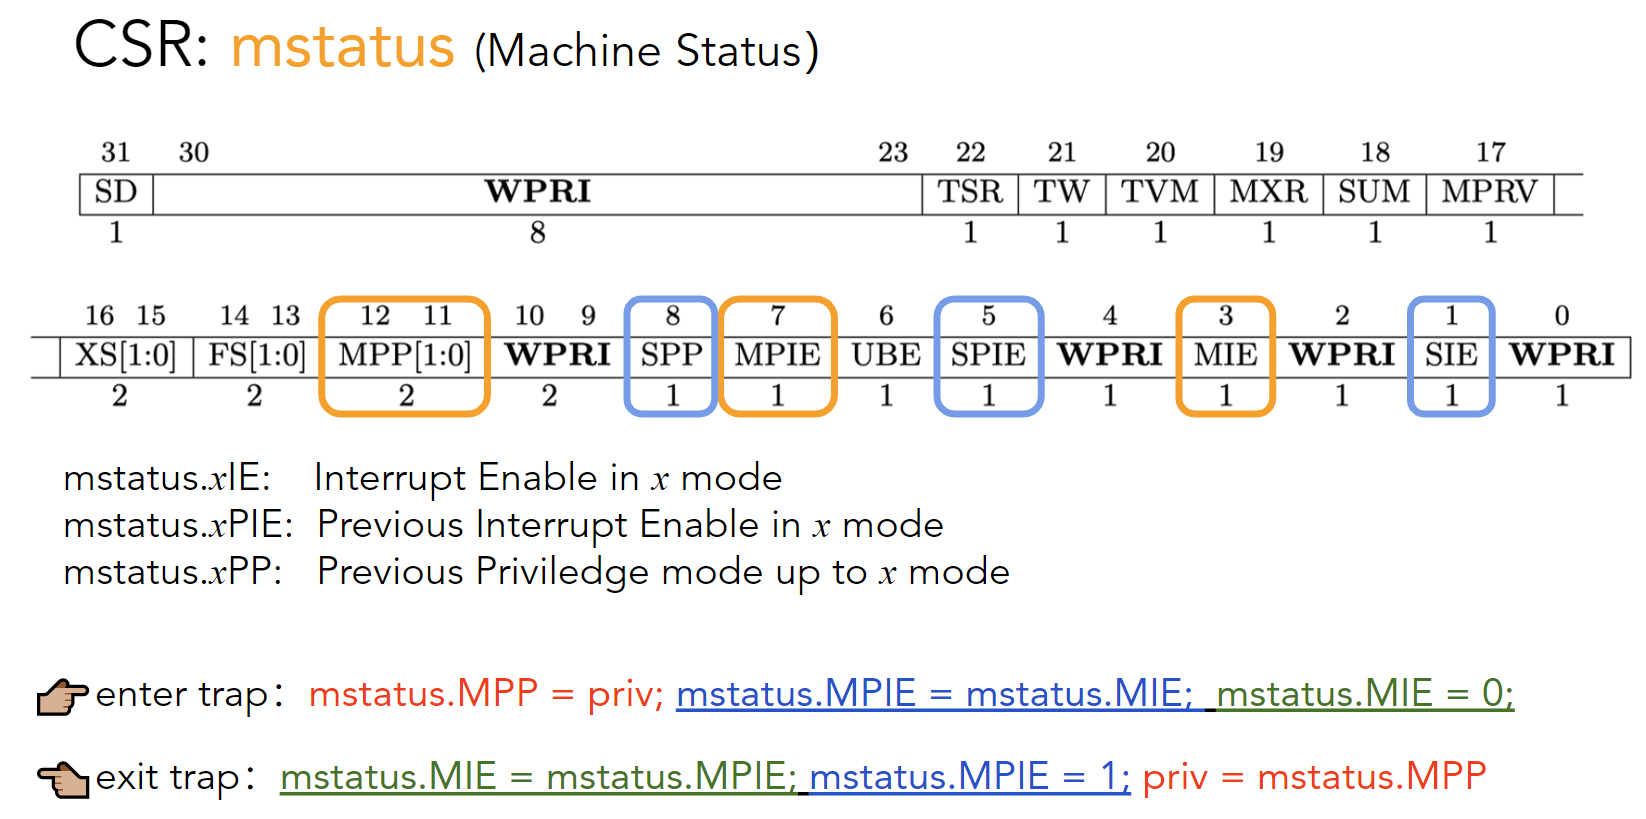 CSR: mstatus (Machine Status)
31 30 23 22 21 20 19 18 17
SD WPRI TSR TW TVM MXR SUM MPRV
1 8 1 1 1 1 1 1
16 15 14 13 12 11 10 9 8 7 6 5 4 3 2 1 0
XS[1:0] FS[1:0] MPP[1:0] WPRI SPP MPIE UBE SPIE WPRI MIE WPRI SIE WPRI
2 2 2 2 1 1 1 1 1 1 1 1 1
mstatus.xIE: Interrupt Enable in x mode
mstatus.xPIE: Previous Interrupt Enable in x mode
mstatus.xPP: Previous Priviledge mode up to x mode
enter trap: mstatus.MPP = priv; mstatus.MPIE = mstatus.MIE; mstatus.MIE = 0;
exit trap: mstatus.MIE = mstatus.MPIE; mstatus.MPIE = 1; priv = mstatus.MPP